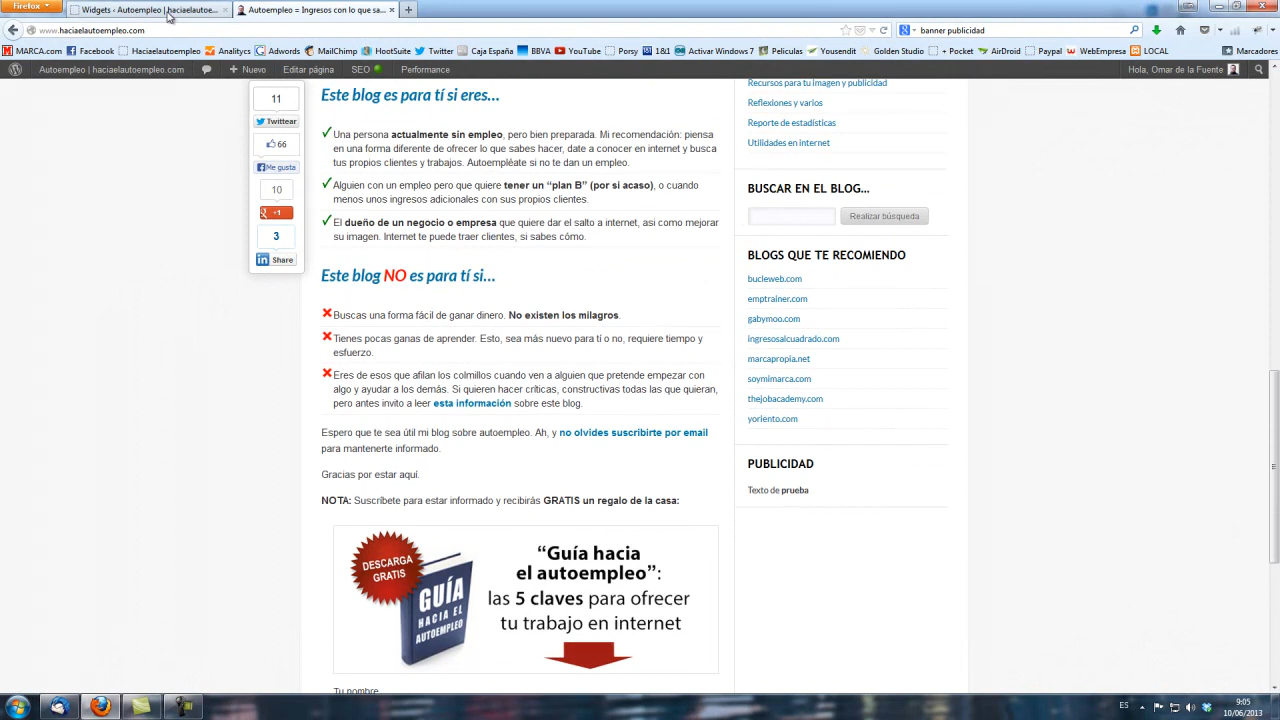 Firefox
Widgets ‹ Autoempleo | haciaelautoe...
Autoempleo = Ingresos con lo que sa...
www.haciaelautoempleo.com
banner publicidad
MARCA.com
Facebook
Haciaelautoempleo
Analitycs
Adwords
MailChimp
HootSuite
Twitter
Caja España
BBVA
YouTube
Porsy
1&1
Activar Windows 7
Peliculas
Yousendit
Golden Studio
+ Pocket
AirDroid
Paypal
WebEmpresa
LOCAL
Marcadores
Autoempleo | haciaelautoempleo.com
Nuevo
Editar página
SEO
Performance
Hola, Omar de la Fuente
11
Twittear
66
Me gusta
10
+1
3
Share
Este blog es para tí si eres...
Una persona actualmente sin empleo, pero bien preparada. Mi recomendación: piensa
en una forma diferente de ofrecer lo que sabes hacer, date a conocer en internet y busca
tus propios clientes y trabajos. Autoempléate si no te dan un empleo.
Alguien con un empleo pero que quiere tener un “plan B” (por si acaso), o cuando
menos unos ingresos adicionales con sus propios clientes.
El dueño de un negocio o empresa que quiere dar el salto a internet, asi como mejorar
su imagen. Internet te puede traer clientes, si sabes cómo.
Este blog NO es para tí si...
Buscas una forma fácil de ganar dinero. No existen los milagros.
Tienes pocas ganas de aprender. Esto, sea más nuevo para tí o no, requiere tiempo y
esfuerzo.
Eres de esos que afilan los colmillos cuando ven a alguien que pretende empezar con
algo y ayudar a los demás. Si quieren hacer críticas, constructivas todas las que quieran,
pero antes invito a leer esta información sobre este blog.
Espero que te sea útil mi blog sobre autoempleo. Ah, y no olvides suscribirte por email
para mantenerte informado.
Gracias por estar aquí.
NOTA: Suscríbete para estar informado y recibirás GRATIS un regalo de la casa:
DESCARGA
GRATIS
GUÍA
HACIA EL
AUTOEMPLEO
“Guía hacia
el autoempleo”:
las 5 claves para ofrecer
tu trabajo en internet
Tu nombre
Recursos para tu imagen y publicidad
Reflexiones y varios
Reporte de estadísticas
Utilidades en internet
BUSCAR EN EL BLOG...
Realizar búsqueda
BLOGS QUE TE RECOMIENDO
bucleweb.com
emptrainer.com
gabymoo.com
ingresosalcuadrado.com
marcapropia.net
soymimarca.com
thejobacademy.com
yoriento.com
PUBLICIDAD
Texto de prueba
ES
9:05
10/06/2013